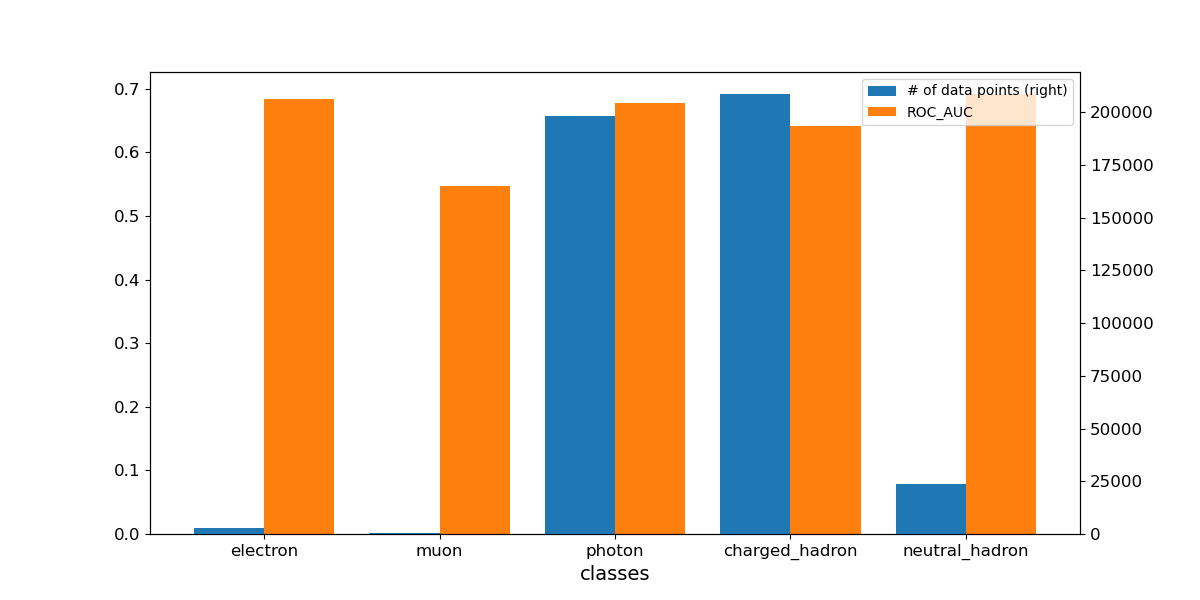 # of data points (right)
ROC_AUC
0.7
0.6
0.5
0.4
0.3
0.2
0.1
0.0
200000
175000
150000
125000
100000
75000
50000
25000
0
electron
muon
photon
charged_hadron
neutral_hadron
classes